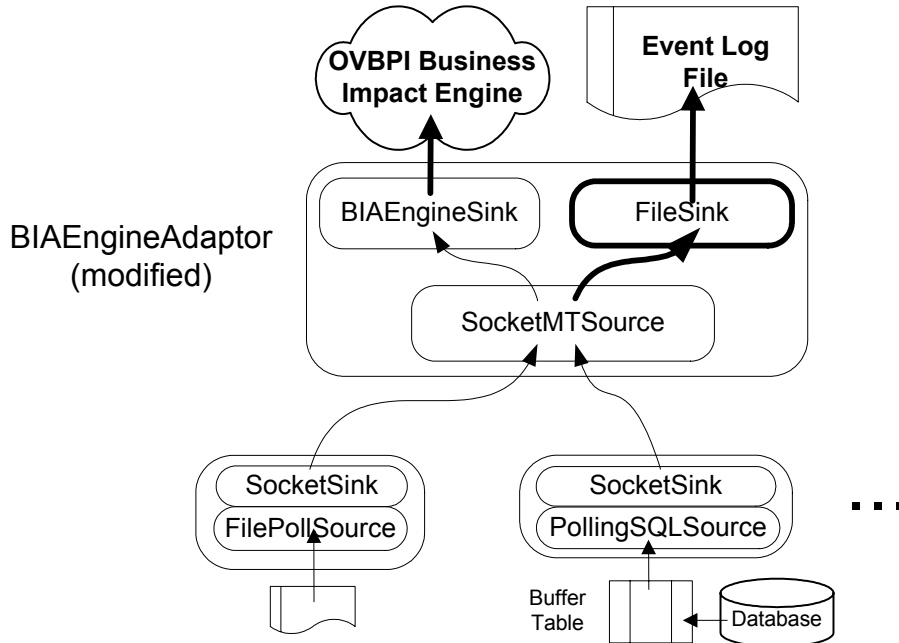 OVBPI Business
Impact Engine
Event Log
File
BIAEngineAdaptor
(modified)
BIAEngineSink
FileSink
SocketMTSource
SocketSink
FilePollSource
SocketSink
PollingSQLSource
Buffer
Table
Database